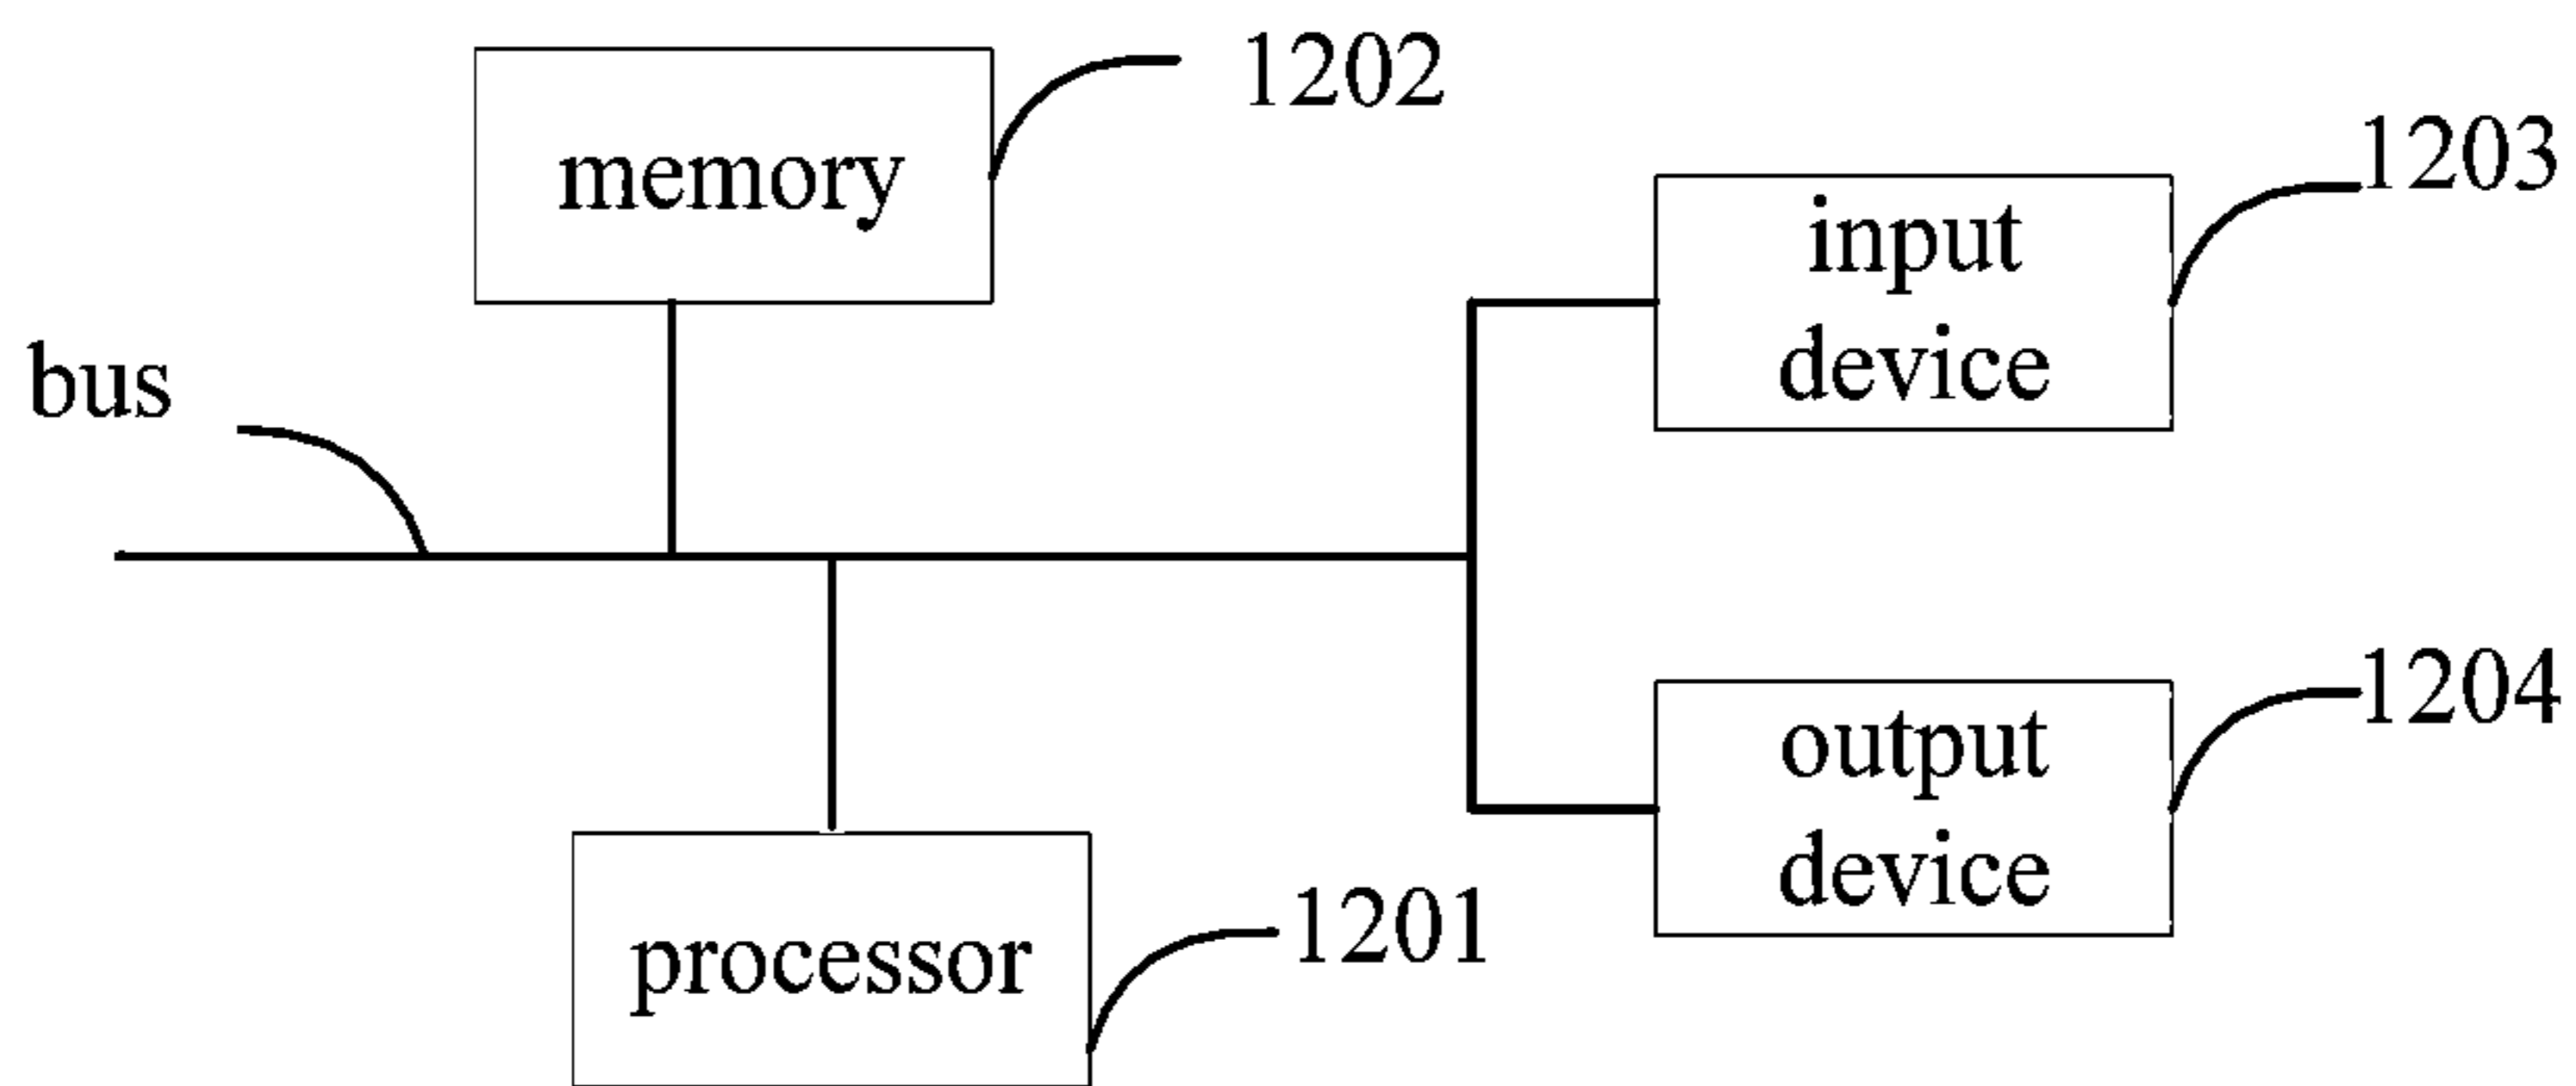 1202
memory
1203
input
device
bus
1204
output
device
1201
processor